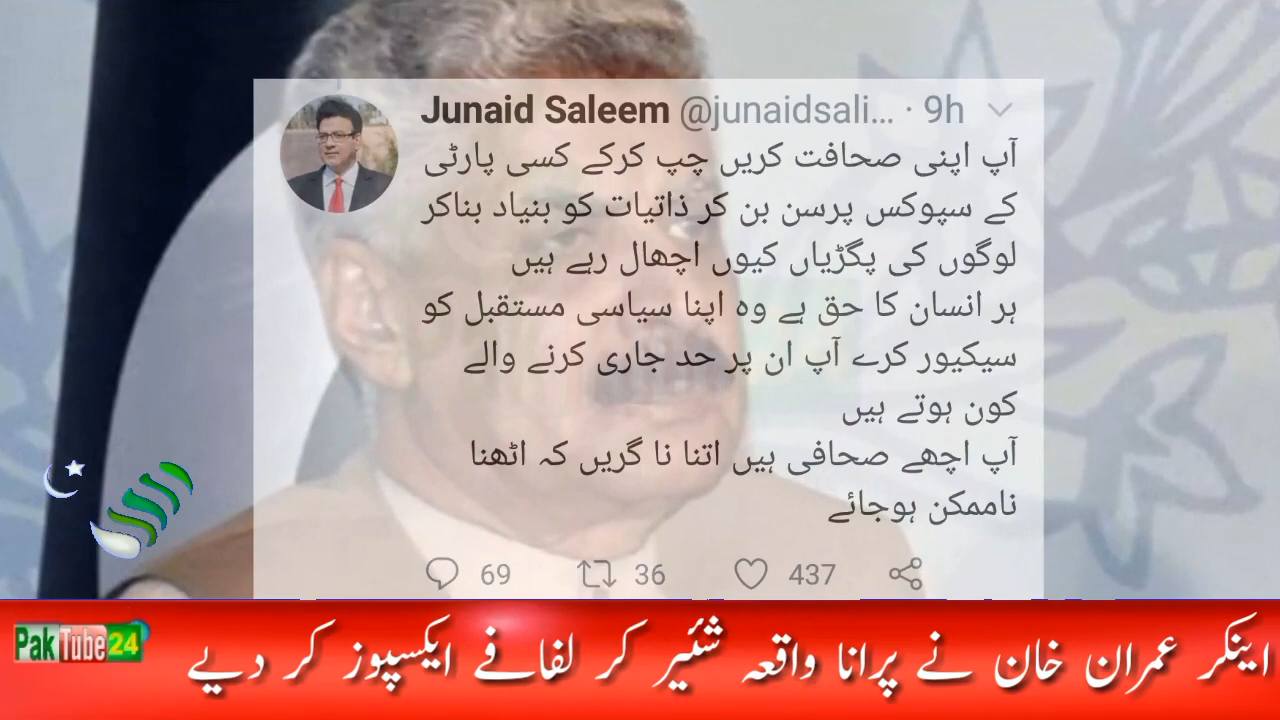 Junaid Saleem @junaidsali... · 9h
آپ اپنی صحافت کریں چپ کرکے کسی پارٹی
کے سپوکس پرسن بن کر ذاتیات کو بنیاد بناکر
لوگوں کی پگڑیاں کیوں اچھال رہے ہیں
ہر انسان کا حق ہے وہ اپنا سیاسی مستقبل کو
سیکیور کرے آپ ان پر حد جاری کرنے والے
کون ہوتے ہیں
آپ اچھے صحافی ہیں اتنا نا گریں کہ اٹھنا
ناممکن ہوجائے
69 36 437
اینکر عمران خان نے پرانا واقعہ شئیر کر لفافے ایکسپوز کر دیے
PakTube24